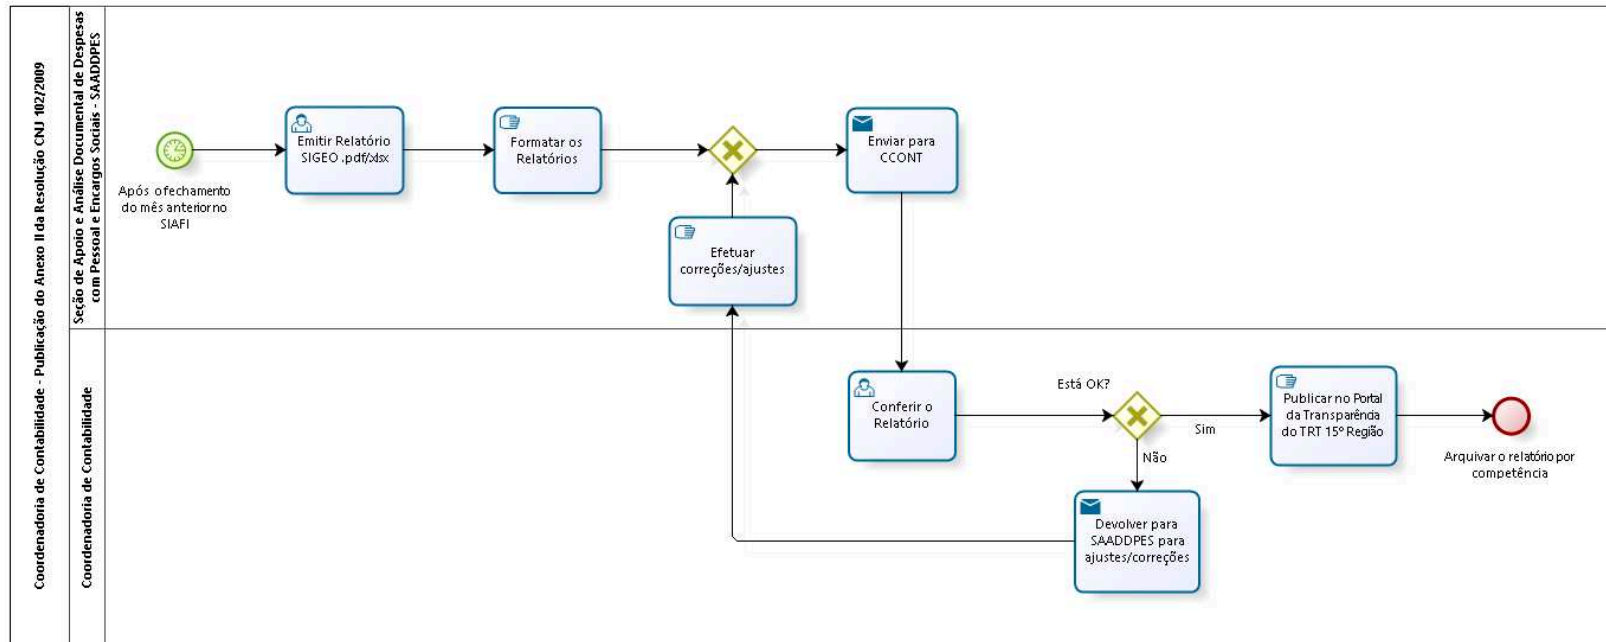 Coordenadoria de Contabilidade - Publicação do Anexo II da Resolução CNJ 102/2009
Seção de Apoio e Análise Documental de Despesas
com Pessoal e Encargos Sociais - SAADDPES
Após o fechamento
do mês anterior no
SIAFI
Emitir Relatório
SIGEO .pdf/xlsx
Formatar os
Relatórios
Enviar para
CCONT
Efetuar
correções/ajustes
Coordenadoria de Contabilidade
Conferir o
Relatório
Está OK?
Sim
Não
Publicar no Portal
da Transparência
do TRT 15º Região
Arquivar o relatório por
competência
Devolver para
SAADDPES para
ajustes/correções